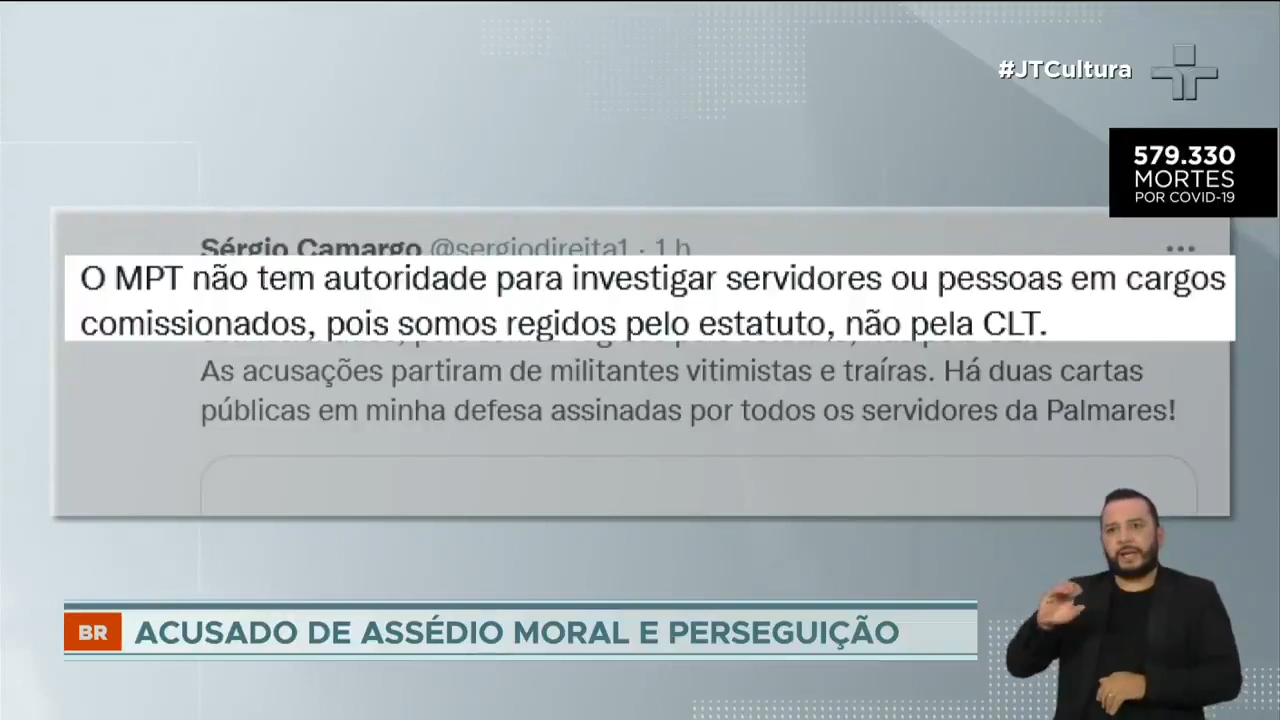 #JTCultura
579.330
MORTES
POR COVID-19
Sérgio Camargo @sergiodireita1 · 1 h
O MPT não tem autoridade para investigar servidores ou pessoas em cargos
comissionados, pois somos regidos pelo estatuto, não pela CLT.
As acusações partiram de militantes vitimistas e traíras. Há duas cartas
públicas em minha defesa assinadas por todos os servidores da Palmares!
BR ACUSADO DE ASSÉDIO MORAL E PERSEGUIÇÃO